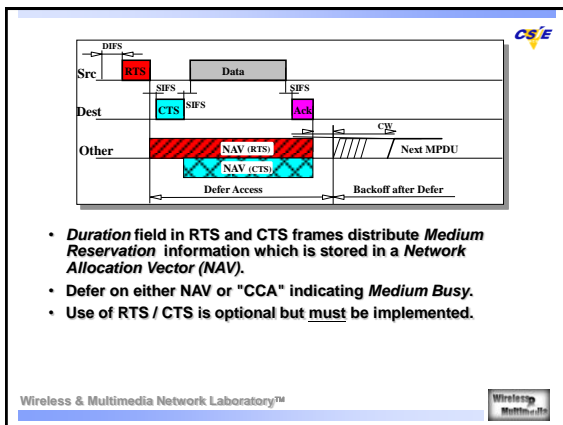 CSIE
DIFS
Src RTS Data
SIFS SIFS SIFS
Dest CTS Ack
CW
Other NAV (RTS) Next MPDU
NAV (CTS)
Defer Access Backoff after Defer
• Duration field in RTS and CTS frames distribute Medium
Reservation information which is stored in a Network
Allocation Vector (NAV).
• Defer on either NAV or "CCA" indicating Medium Busy.
• Use of RTS / CTS is optional but must be implemented.
Wireless & Multimedia Network Laboratory™
Wireless
Multimedia